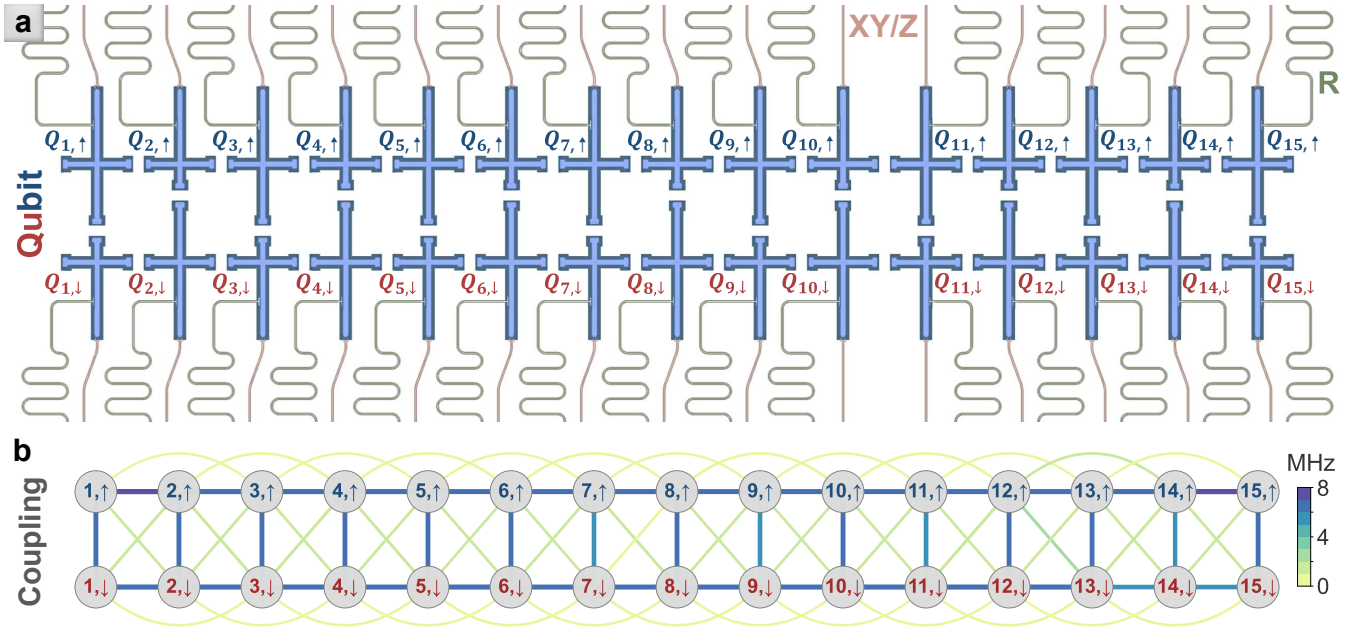 a
XY/Z
R
Q1,↑ Q2,↑ Q3,↑ Q4,↑ Q5,↑ Q6,↑ Q7,↑ Q8,↑ Q9,↑ Q10,↑ Q11,↑ Q12,↑ Q13,↑ Q14,↑ Q15,↑
Qubit
Q1,↓ Q2,↓ Q3,↓ Q4,↓ Q5,↓ Q6,↓ Q7,↓ Q8,↓ Q9,↓ Q10,↓ Q11,↓ Q12,↓ Q13,↓ Q14,↓ Q15,↓
b
Coupling
1,↑ 2,↑ 3,↑ 4,↑ 5,↑ 6,↑ 7,↑ 8,↑ 9,↑ 10,↑ 11,↑ 12,↑ 13,↑ 14,↑ 15,↑
1,↓ 2,↓ 3,↓ 4,↓ 5,↓ 6,↓ 7,↓ 8,↓ 9,↓ 10,↓ 11,↓ 12,↓ 13,↓ 14,↓ 15,↓
MHz
8
4
0